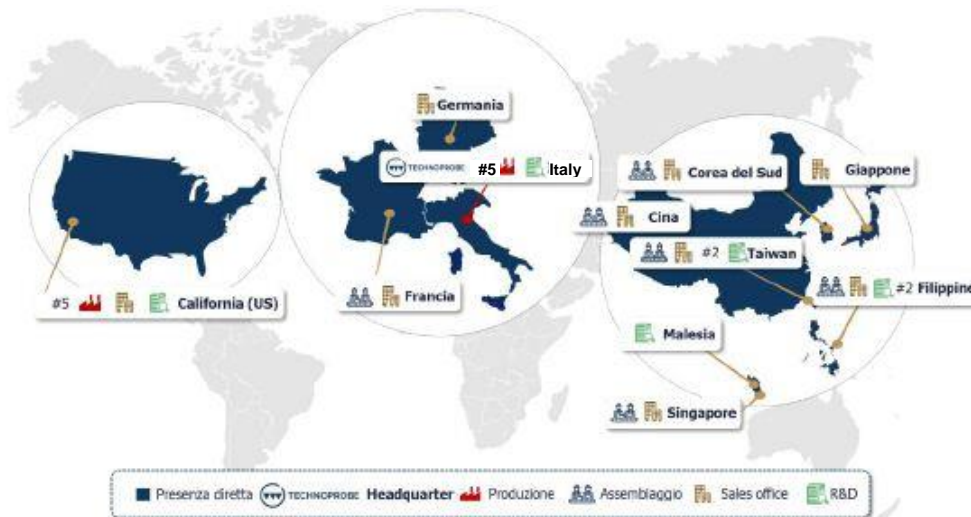 Germania
TECHNOPROBE #5 Italy
Corea del Sud
Giappone
Cina
#2 Taiwan
#5 California (US)
Francia
#2 Filippine
Malesia
Singapore
Presenza diretta TECHNOPROBE Headquarter Produzione Assemblaggio Sales office R&D